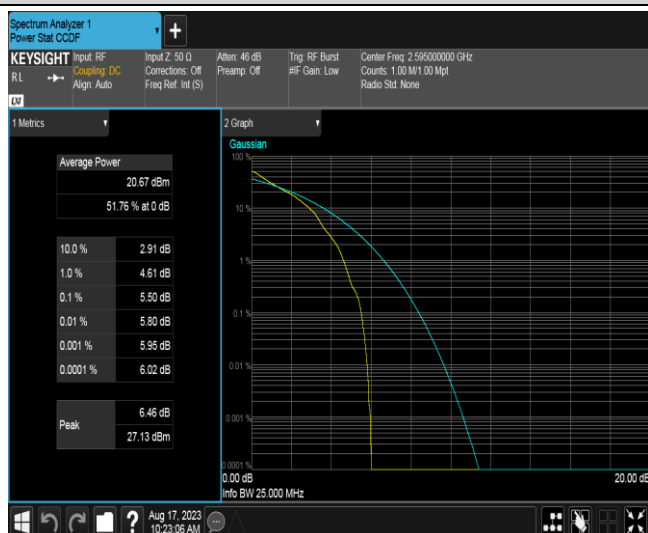 Spectrum Analyzer 1
Power Stat CCDF
KEYSIGHT
RL
LXI
Input: RF
Coupling: DC
Align: Auto
Input Z: 50 Ω
Corrections: Off
Freq Ref: Int (S)
Atten: 46 dB
Preamp: Off
Trig: RF Burst
#IF Gain: Low
Center Freq: 2.595000000 GHz
Counts: 1.00 M/1.00 Mpt
Radio Std: None
1 Metrics
Average Power
20.67 dBm
51.76 % at 0 dB
10.0 % 2.91 dB
1.0 % 4.61 dB
0.1 % 5.50 dB
0.01 % 5.80 dB
0.001 % 5.95 dB
0.0001 % 6.02 dB
Peak
6.46 dB
27.13 dBm
2 Graph
Gaussian
100 %
10 %
1 %
0.1 %
0.01 %
0.001 %
0.0001 %
0.00 dB
20.00 dB
Info BW 25.000 MHz
?
Aug 17, 2023
10:23:06 AM